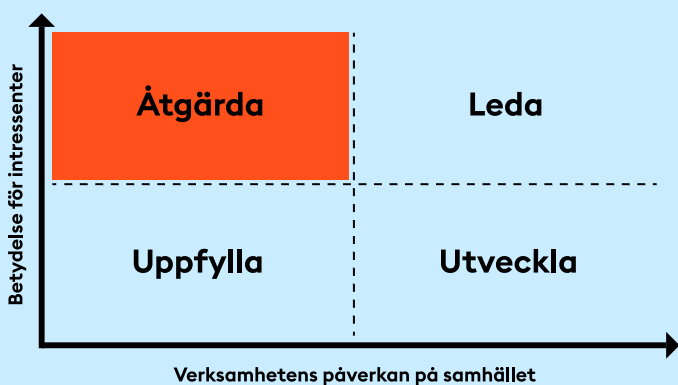 Betydelse för intressenter
Åtgärda
Leda
Uppfylla
Utveckla
Verksamhetens påverkan på samhället